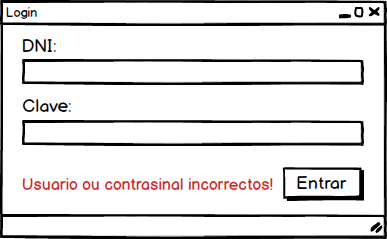 Login
DNI:
Clave:
Usuario ou contrasinal incorrectos!
Entrar